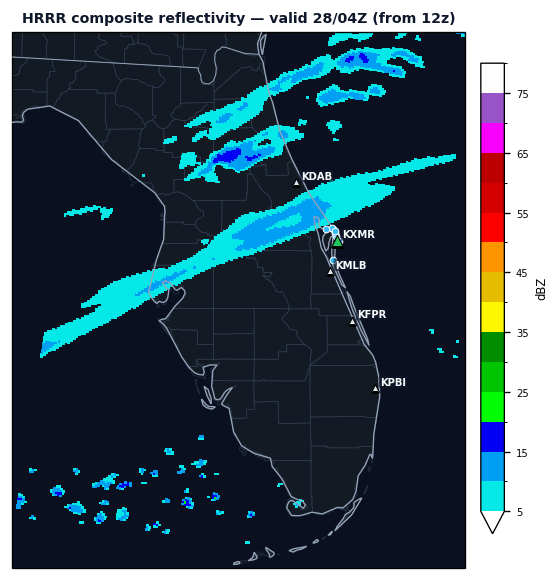 HRRR composite reflectivity — valid 28/04Z (from 12z)
KDAB
KXMR
KMLB
KFPR
KPBI
75
65
55
45
35
25
15
5
dBZ